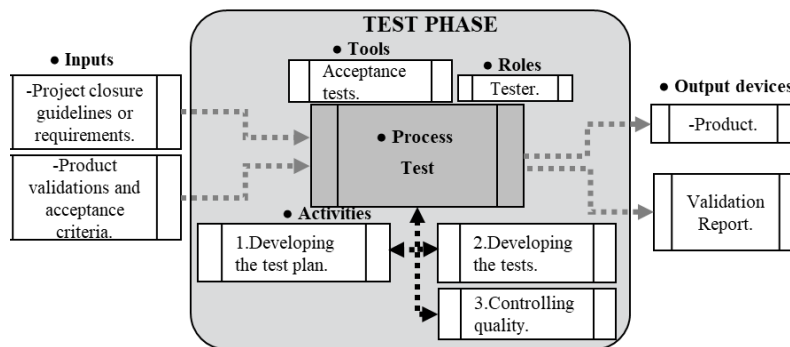 TEST PHASE
● Inputs
-Project closure
guidelines or
requirements.
-Product
validations and
acceptance
criteria.
● Tools
Acceptance
tests.
● Roles
Tester.
● Process
Test
● Activities
1.Developing
the test plan.
2.Developing
the tests.
3.Controlling
quality.
● Output devices
-Product.
Validation
Report.